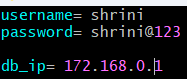 username= shrini
password= shrini@123
db_ip= 172.168.0.1